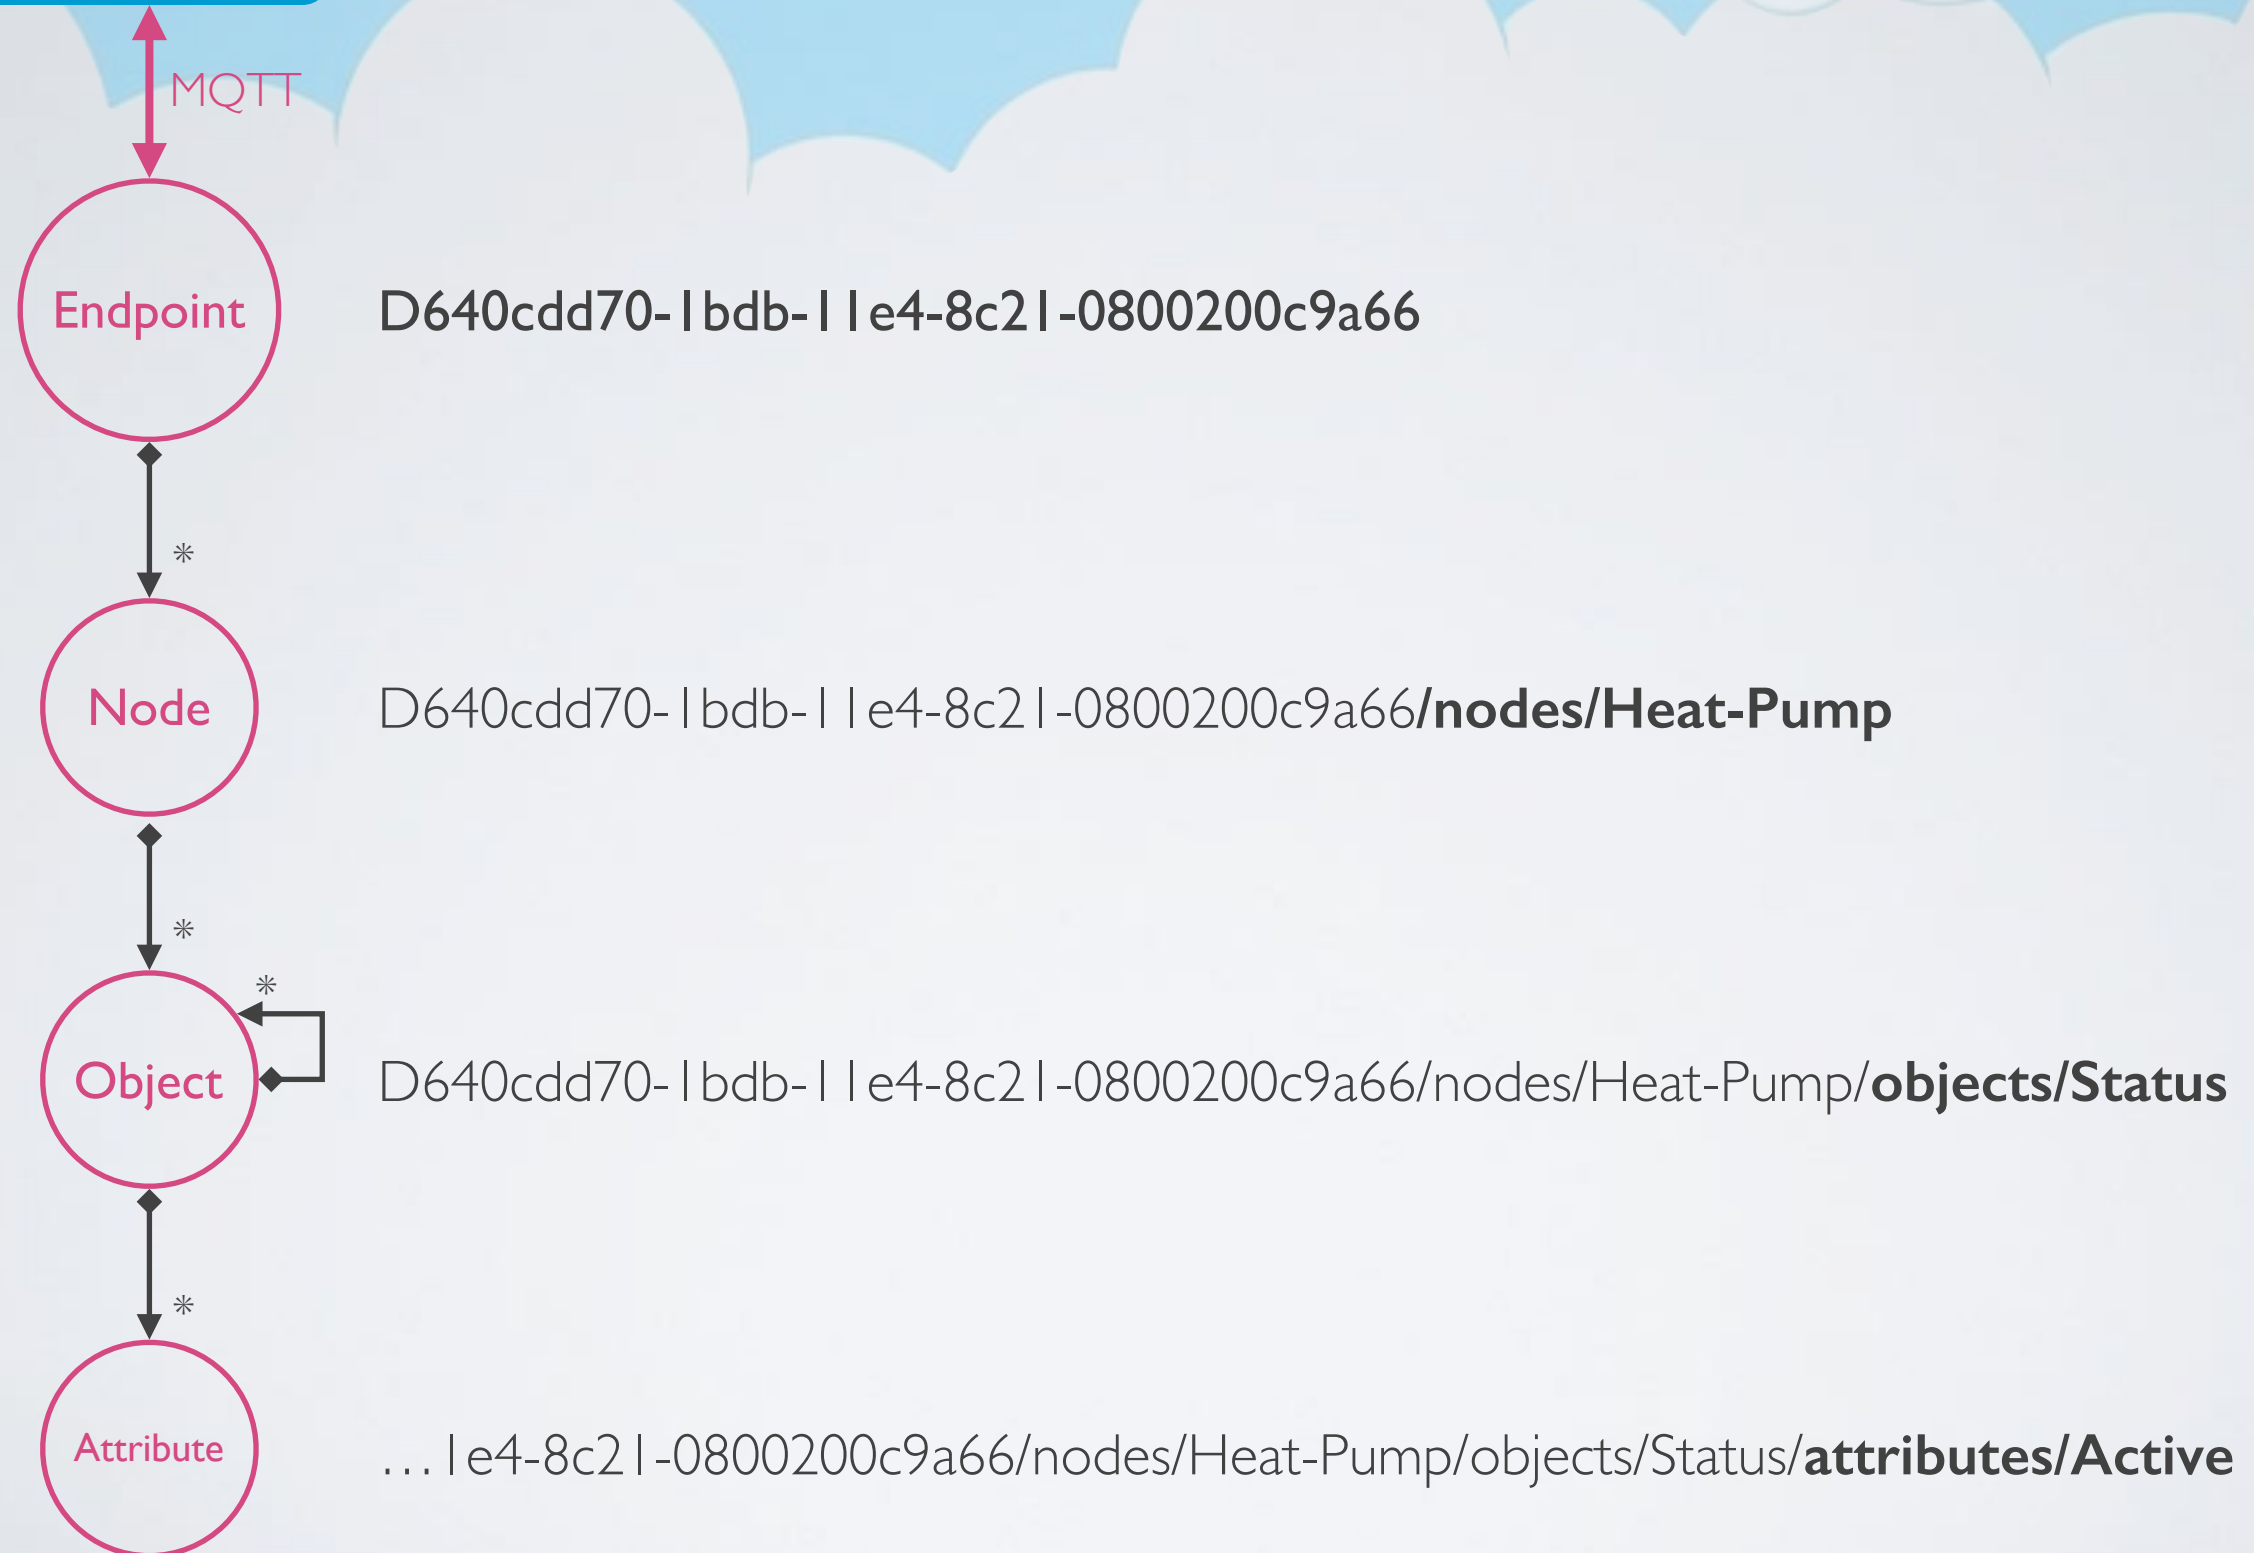 MQTT
Endpoint
D640cdd70-1bdb-11e4-8c21-0800200c9a66
*
Node
D640cdd70-1bdb-11e4-8c21-0800200c9a66/nodes/Heat-Pump
*
*
Object
D640cdd70-1bdb-11e4-8c21-0800200c9a66/nodes/Heat-Pump/objects/Status
*
Attribute
…1e4-8c21-0800200c9a66/nodes/Heat-Pump/objects/Status/attributes/Active